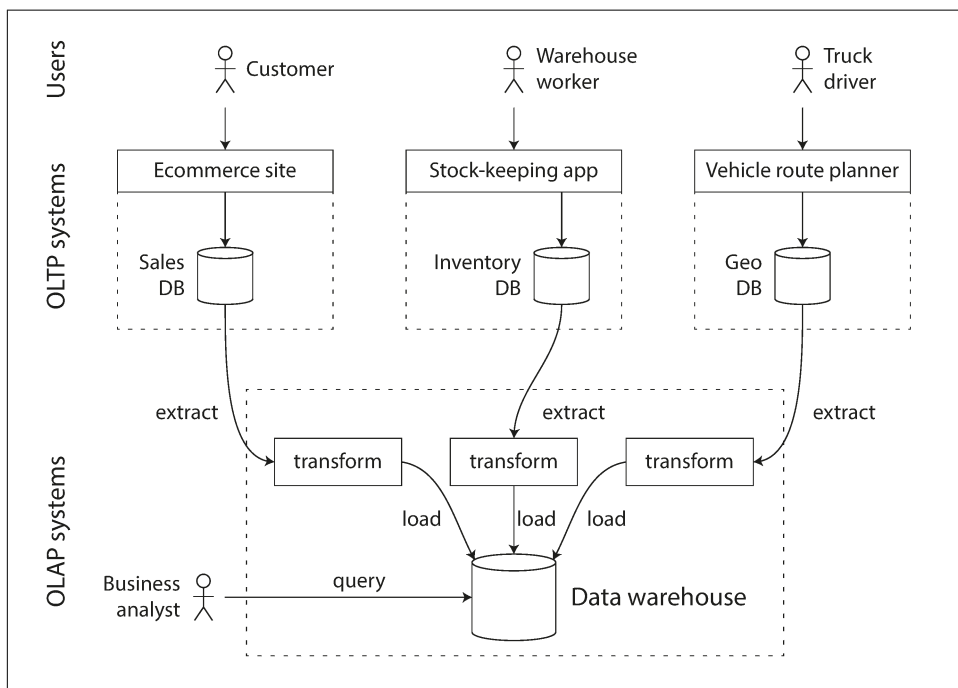 Users
Customer
Warehouse
worker
Truck
driver
OLTP systems
Ecommerce site
Stock-keeping app
Vehicle route planner
Sales
DB
Inventory
DB
Geo
DB
extract
extract
extract
OLAP systems
transform
transform
transform
load
load
load
Business
analyst
query
Data warehouse